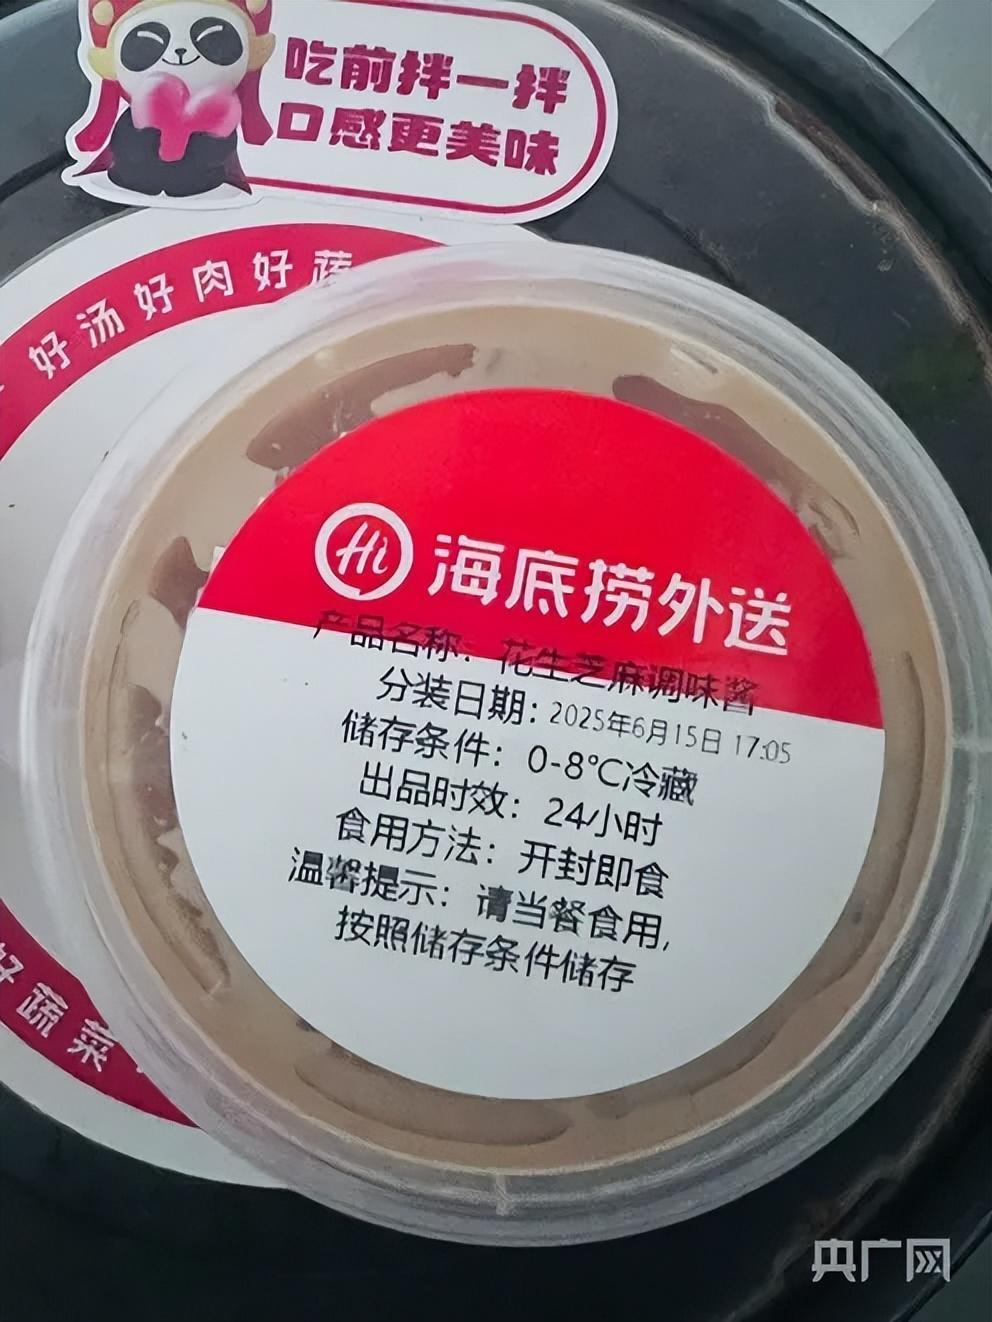 吃前拌一拌
口感更美味
好汤好肉好蔬
Hi 海底捞外送
产品名称：花生芝麻调味酱
分装日期：2025年6月15日 17:05
储存条件：0-8℃冷藏
出品时效：24小时
食用方法：开封即食
温馨提示：请当餐食用,
按照储存条件储存
好蔬菜
央广网